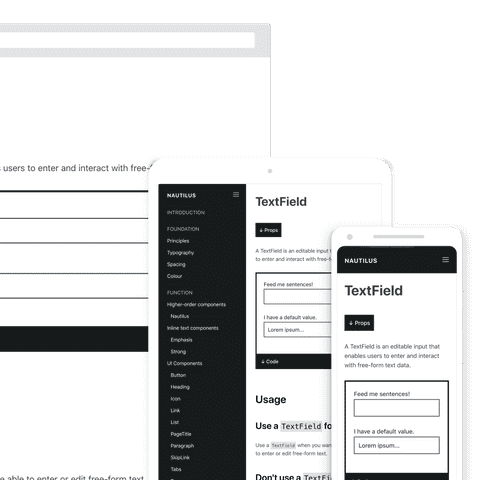 s users to enter and interact with free-f
e able to enter or edit free-form text
NAUTILUS
INTRODUCTION
FOUNDATION
Principles
Typography
Spacing
Colour
FUNCTION
Higher-order components
Nautilus
Inline text components
Emphasis
Strong
UI Components
Button
Heading
Icon
Link
List
PageTitle
Paragraph
SkipLink
Tabs
TextField
↓ Props
A TextField is an editable input t
to enter and interact with free-f
Feed me sentences!
I have a default value.
Lorem ipsum...
↓ Code
Usage
Use a TextField fo
Use a TextField when you want
to enter or edit free-form text.
Don't use a TextF
NAUTILUS
TextField
↓ Props
A TextField is an editable input that
enables users to enter and interact
with free-form text data.
Feed me sentences!
I have a default value.
Lorem ipsum...